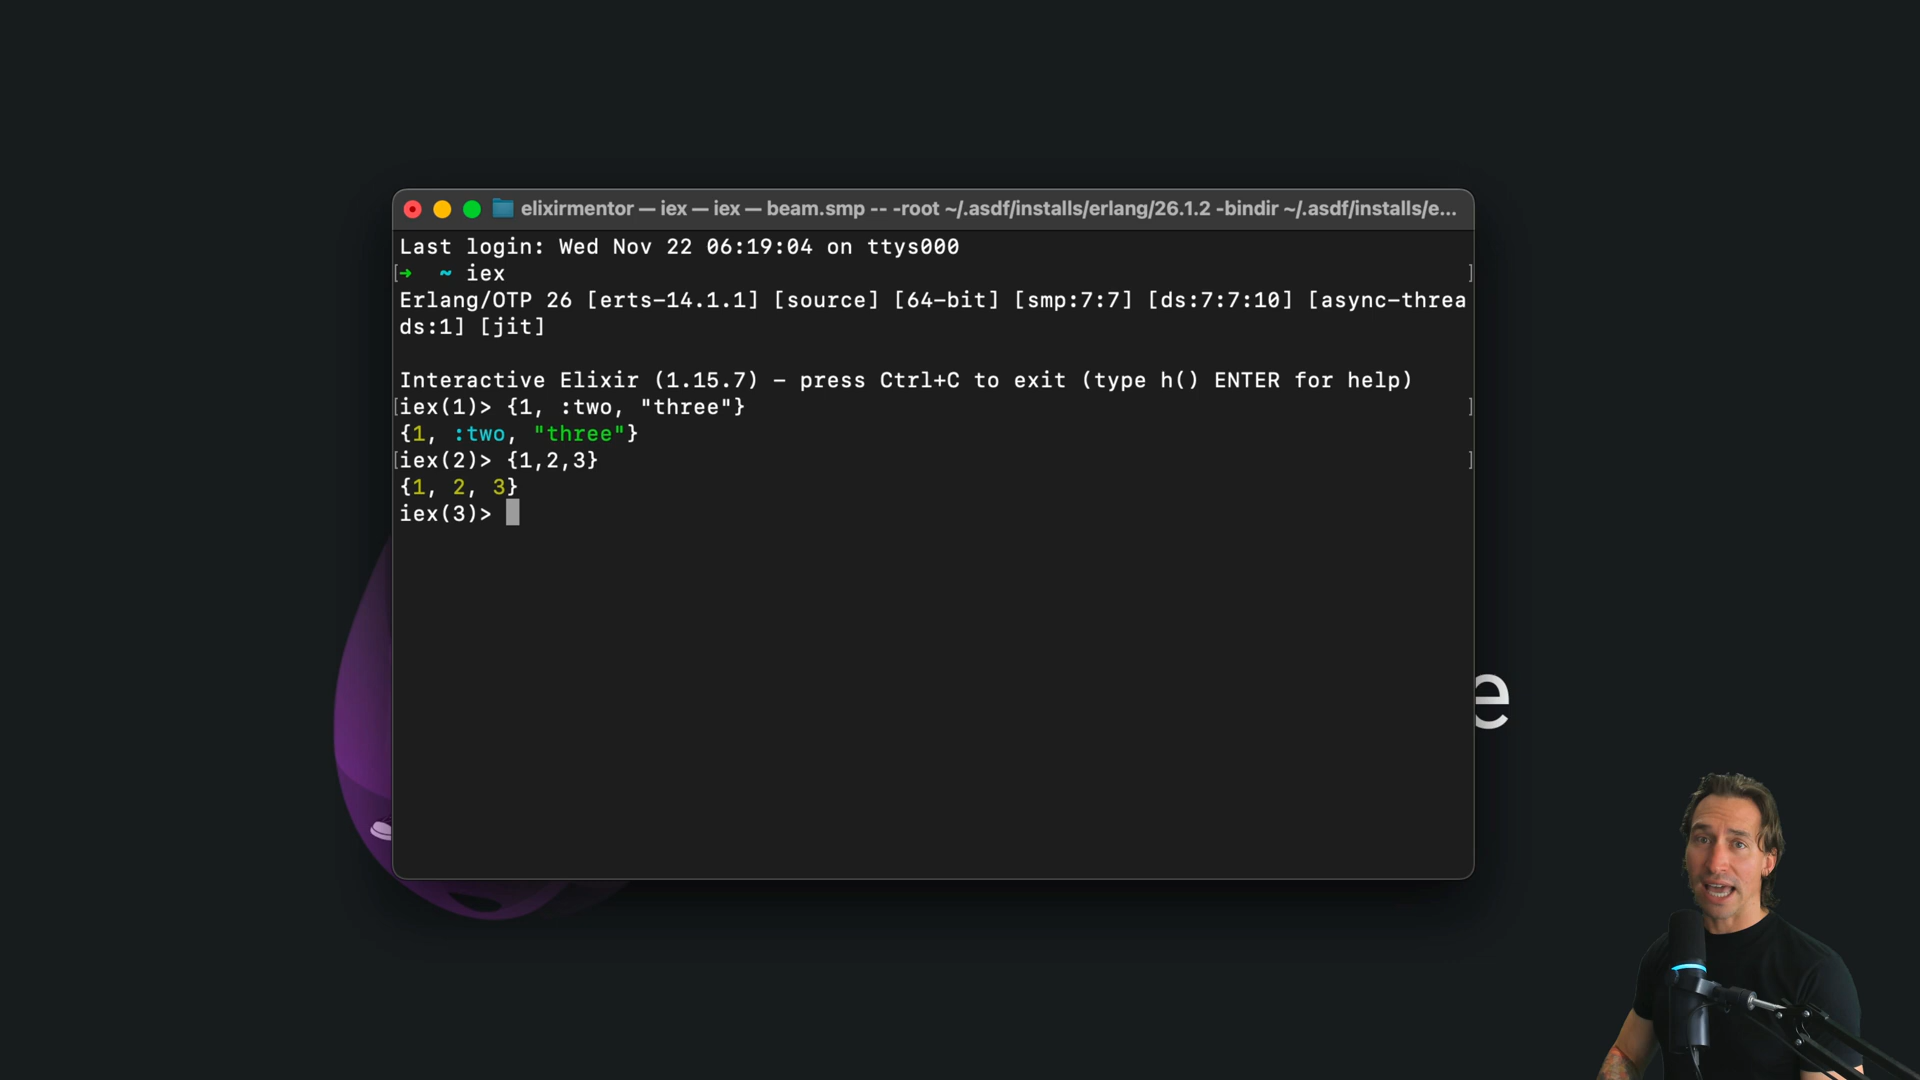 elixirmentor — iex — iex — beam.smp -- -root ~/.asdf/installs/erlang/26.1.2 -bindir ~/.asdf/installs/e...
Last login: Wed Nov 22 06:19:04 on ttys000
[➜  ~ iex ]
Erlang/OTP 26 [erts-14.1.1] [source] [64-bit] [smp:7:7] [ds:7:7:10] [async-threa
ds:1] [jit]
Interactive Elixir (1.15.7) - press Ctrl+C to exit (type h() ENTER for help)
[iex(1)> {1, :two, "three"} ]
{1, :two, "three"}
[iex(2)> {1,2,3} ]
{1, 2, 3}
iex(3)>
e